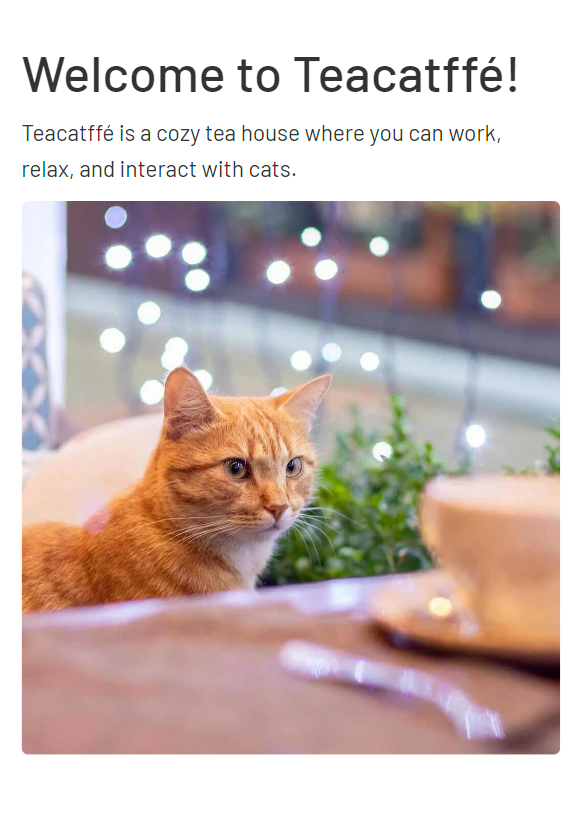 Welcome to Teacatffé!
Teacatffé is a cozy tea house where you can work,
relax, and interact with cats.